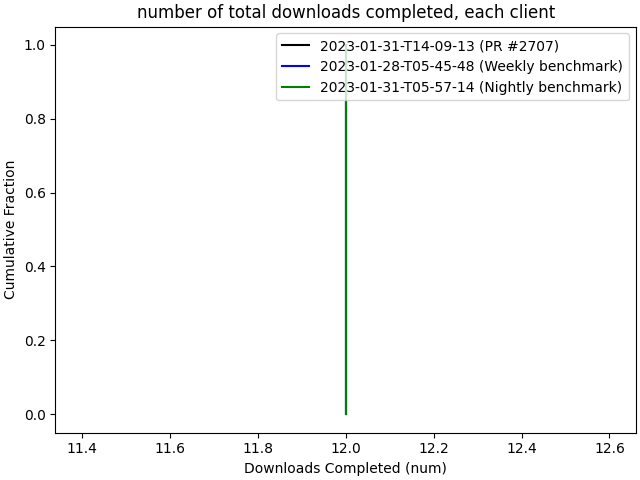 number of total downloads completed, each client
1.0
0.8
0.6
0.4
0.2
0.0
Cumulative Fraction
2023-01-31-T14-09-13 (PR #2707)
2023-01-28-T05-45-48 (Weekly benchmark)
2023-01-31-T05-57-14 (Nightly benchmark)
11.4 11.6 11.8 12.0 12.2 12.4 12.6
Downloads Completed (num)